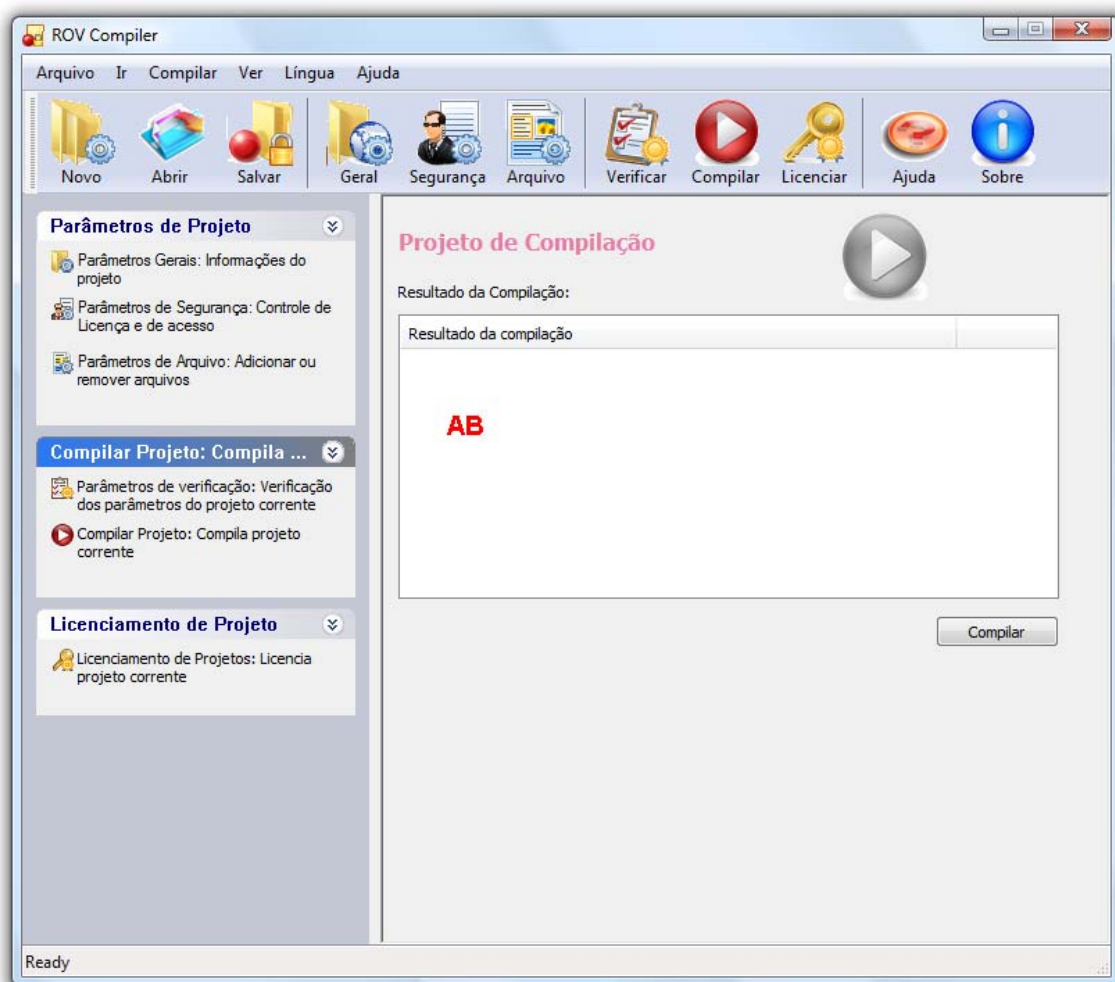 ROV Compiler
Arquivo Ir Compilar Ver Língua Ajuda
Novo Abrir Salvar Geral Segurança Arquivo Verificar Compilar Licenciar Ajuda Sobre
Parâmetros de Projeto
Parâmetros Gerais: Informações do
projeto
Parâmetros de Segurança: Controle de
Licença e de acesso
Parâmetros de Arquivo: Adicionar ou
remover arquivos
Compilar Projeto: Compila ...
Parâmetros de verificação: Verificação
dos parâmetros do projeto corrente
Compilar Projeto: Compila projeto
corrente
Licenciamento de Projeto
Licenciamento de Projetos: Licencia
projeto corrente
Projeto de Compilação
Resultado da Compilação:
Resultado da compilação
AB
Compilar
Ready